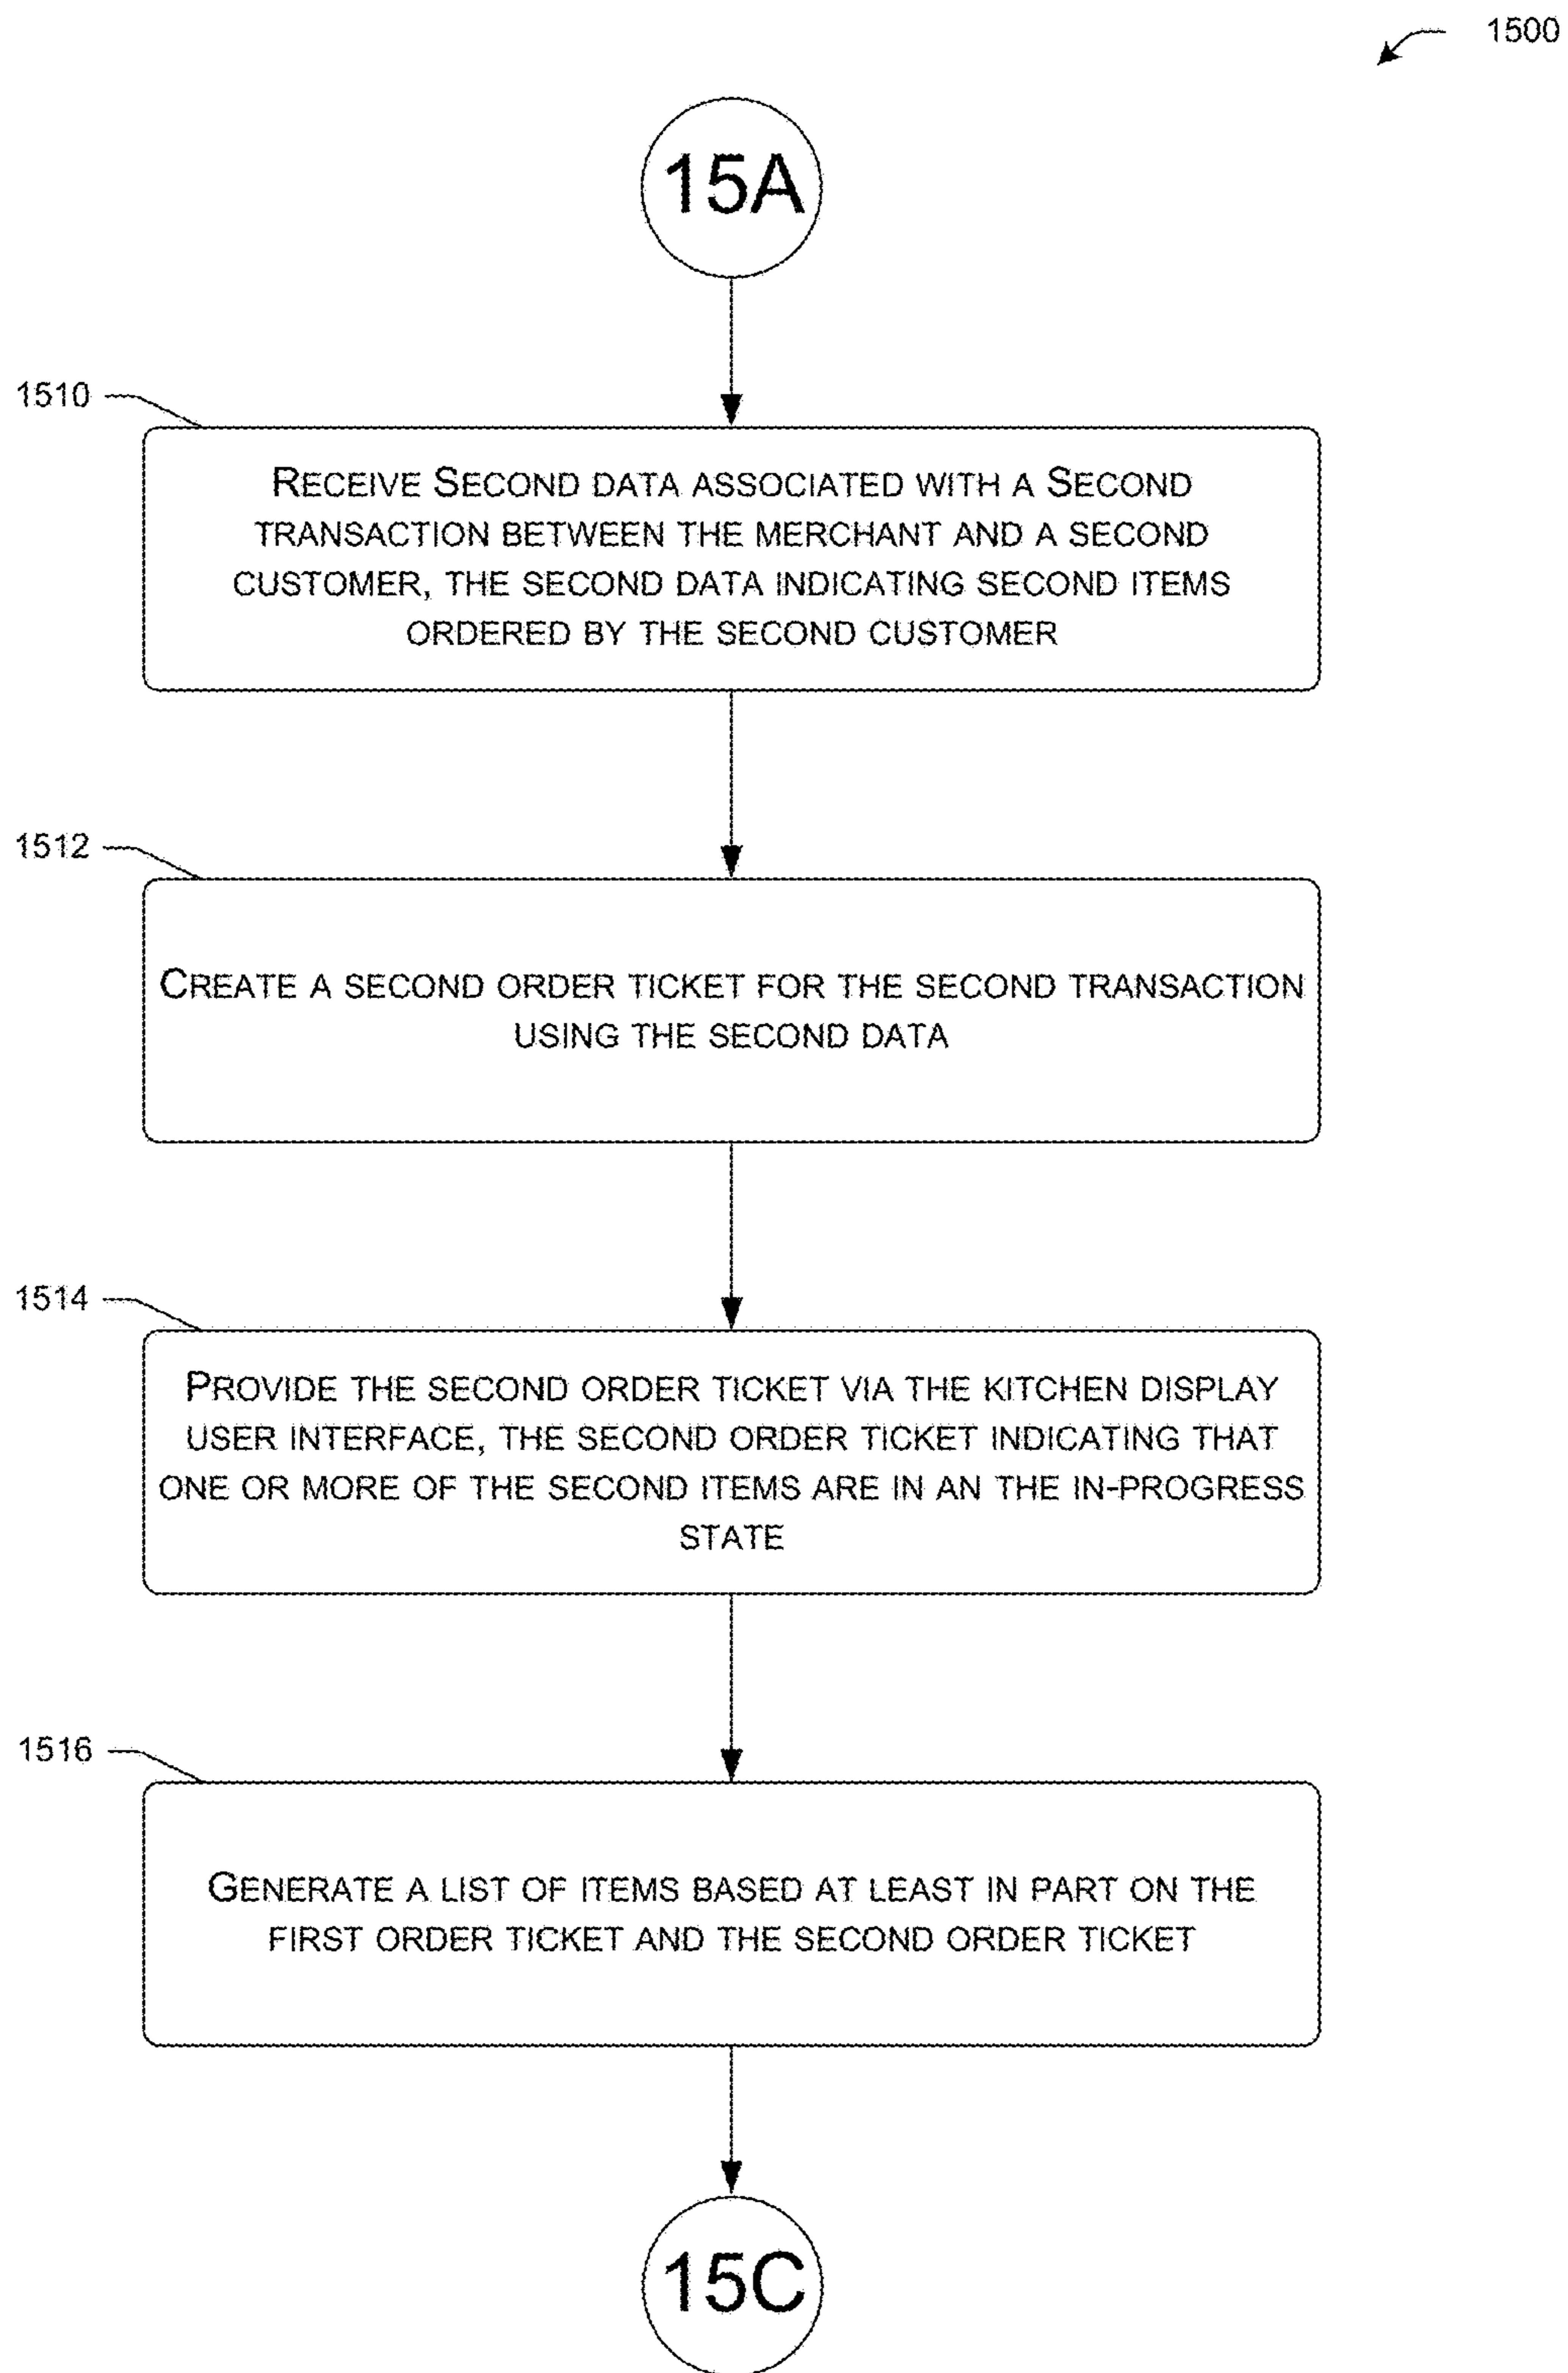 1500
15A
1510
RECEIVE SECOND DATA ASSOCIATED WITH A SECOND
TRANSACTION BETWEEN THE MERCHANT AND A SECOND
CUSTOMER, THE SECOND DATA INDICATING SECOND ITEMS
ORDERED BY THE SECOND CUSTOMER
1512
CREATE A SECOND ORDER TICKET FOR THE SECOND TRANSACTION
USING THE SECOND DATA
1514
PROVIDE THE SECOND ORDER TICKET VIA THE KITCHEN DISPLAY
USER INTERFACE, THE SECOND ORDER TICKET INDICATING THAT
ONE OR MORE OF THE SECOND ITEMS ARE IN AN THE IN-PROGRESS
STATE
1516
GENERATE A LIST OF ITEMS BASED AT LEAST IN PART ON THE
FIRST ORDER TICKET AND THE SECOND ORDER TICKET
15C